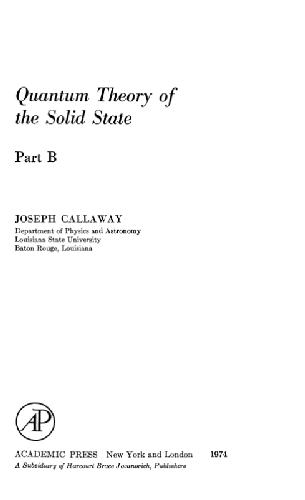 Quantum Theory of
the Solid State
Part B
JOSEPH CALLAWAY
Department of Physics and Astronomy
Louisiana State University
Baton Rouge, Louisiana
AP
ACADEMIC PRESS New York and London 1974
A Subsidiary of Harcourt Brace Jovanovich, Publishers